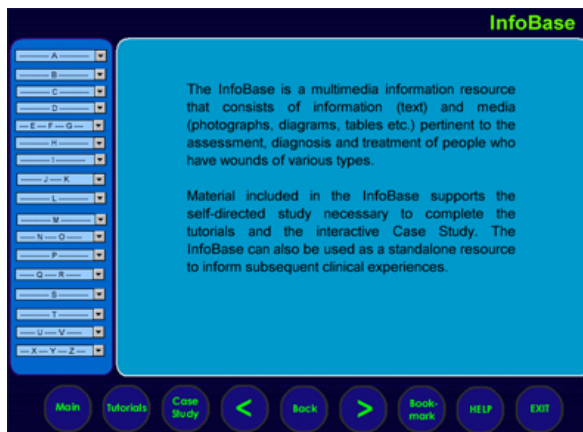 InfoBase
A
B
C
D
E — F — G
H
I
J — K
L
M
N — O
P
Q — R
S
T
U — V
X — Y — Z
The InfoBase is a multimedia information resource
that consists of information (text) and media
(photographs, diagrams, tables etc.) pertinent to the
assessment, diagnosis and treatment of people who
have wounds of various types.
Material included in the InfoBase supports the
self-directed study necessary to complete the
tutorials and the interactive Case Study. The
InfoBase can also be used as a standalone resource
to inform subsequent clinical experiences.
Main
Tutorials
Case
Study
<
Back
>
Book-
mark
HELP
EXIT